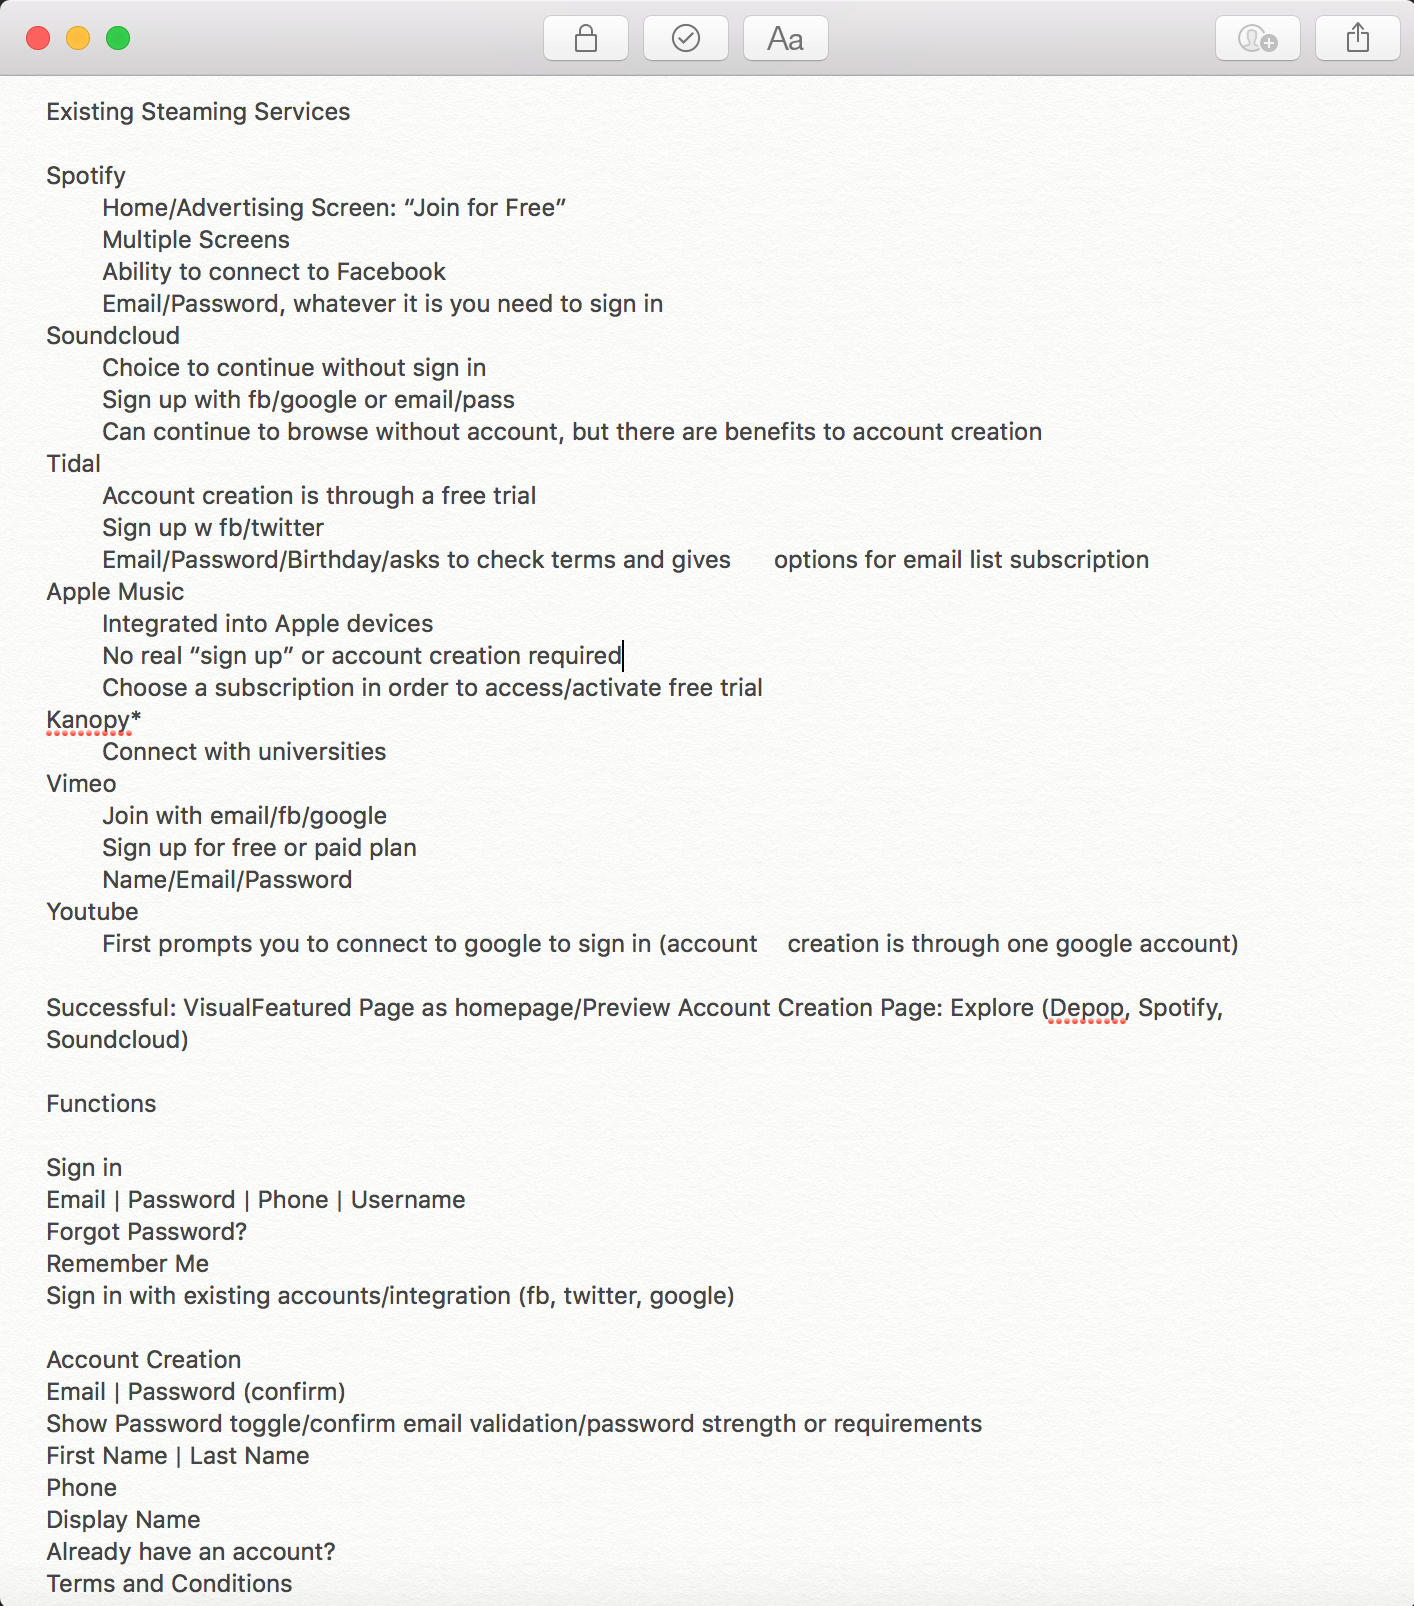 Aa
Existing Steaming Services
Spotify
Home/Advertising Screen: “Join for Free”
Multiple Screens
Ability to connect to Facebook
Email/Password, whatever it is you need to sign in
Soundcloud
Choice to continue without sign in
Sign up with fb/google or email/pass
Can continue to browse without account, but there are benefits to account creation
Tidal
Account creation is through a free trial
Sign up w fb/twitter
Email/Password/Birthday/asks to check terms and gives options for email list subscription
Apple Music
Integrated into Apple devices
No real “sign up” or account creation required
Choose a subscription in order to access/activate free trial
Kanopy*
Connect with universities
Vimeo
Join with email/fb/google
Sign up for free or paid plan
Name/Email/Password
Youtube
First prompts you to connect to google to sign in (account creation is through one google account)
Successful: VisualFeatured Page as homepage/Preview Account Creation Page: Explore (Depop, Spotify,
Soundcloud)
Functions
Sign in
Email | Password | Phone | Username
Forgot Password?
Remember Me
Sign in with existing accounts/integration (fb, twitter, google)
Account Creation
Email | Password (confirm)
Show Password toggle/confirm email validation/password strength or requirements
First Name | Last Name
Phone
Display Name
Already have an account?
Terms and Conditions